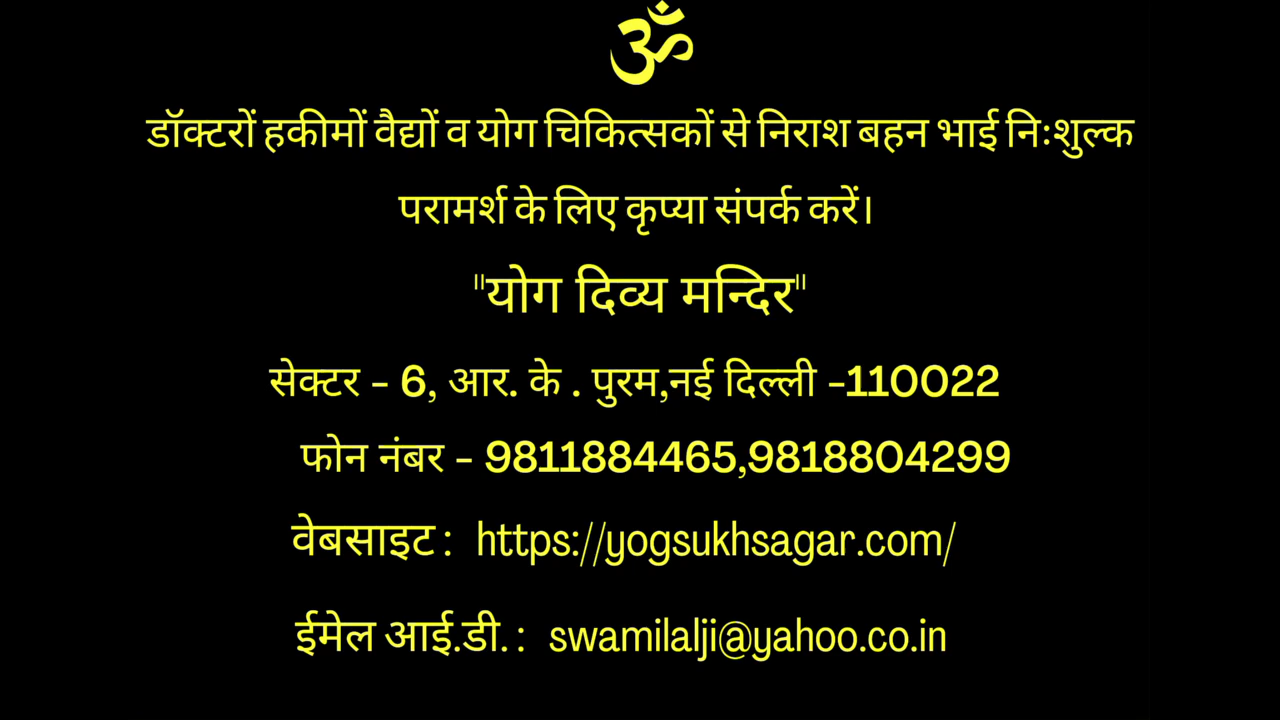 ॐ
डॉक्टरों हकीमों वैद्यों व योग चिकित्सकों से निराश बहन भाई निःशुल्क
परामर्श के लिए कृप्या संपर्क करें।
"योग दिव्य मन्दिर"
सेक्टर - 6, आर. के . पुरम,नई दिल्ली -110022
फोन नंबर - 9811884465,9818804299
वेबसाइट : https://yogsukhsagar.com/
ईमेल आई.डी. : swamilalji@yahoo.co.in